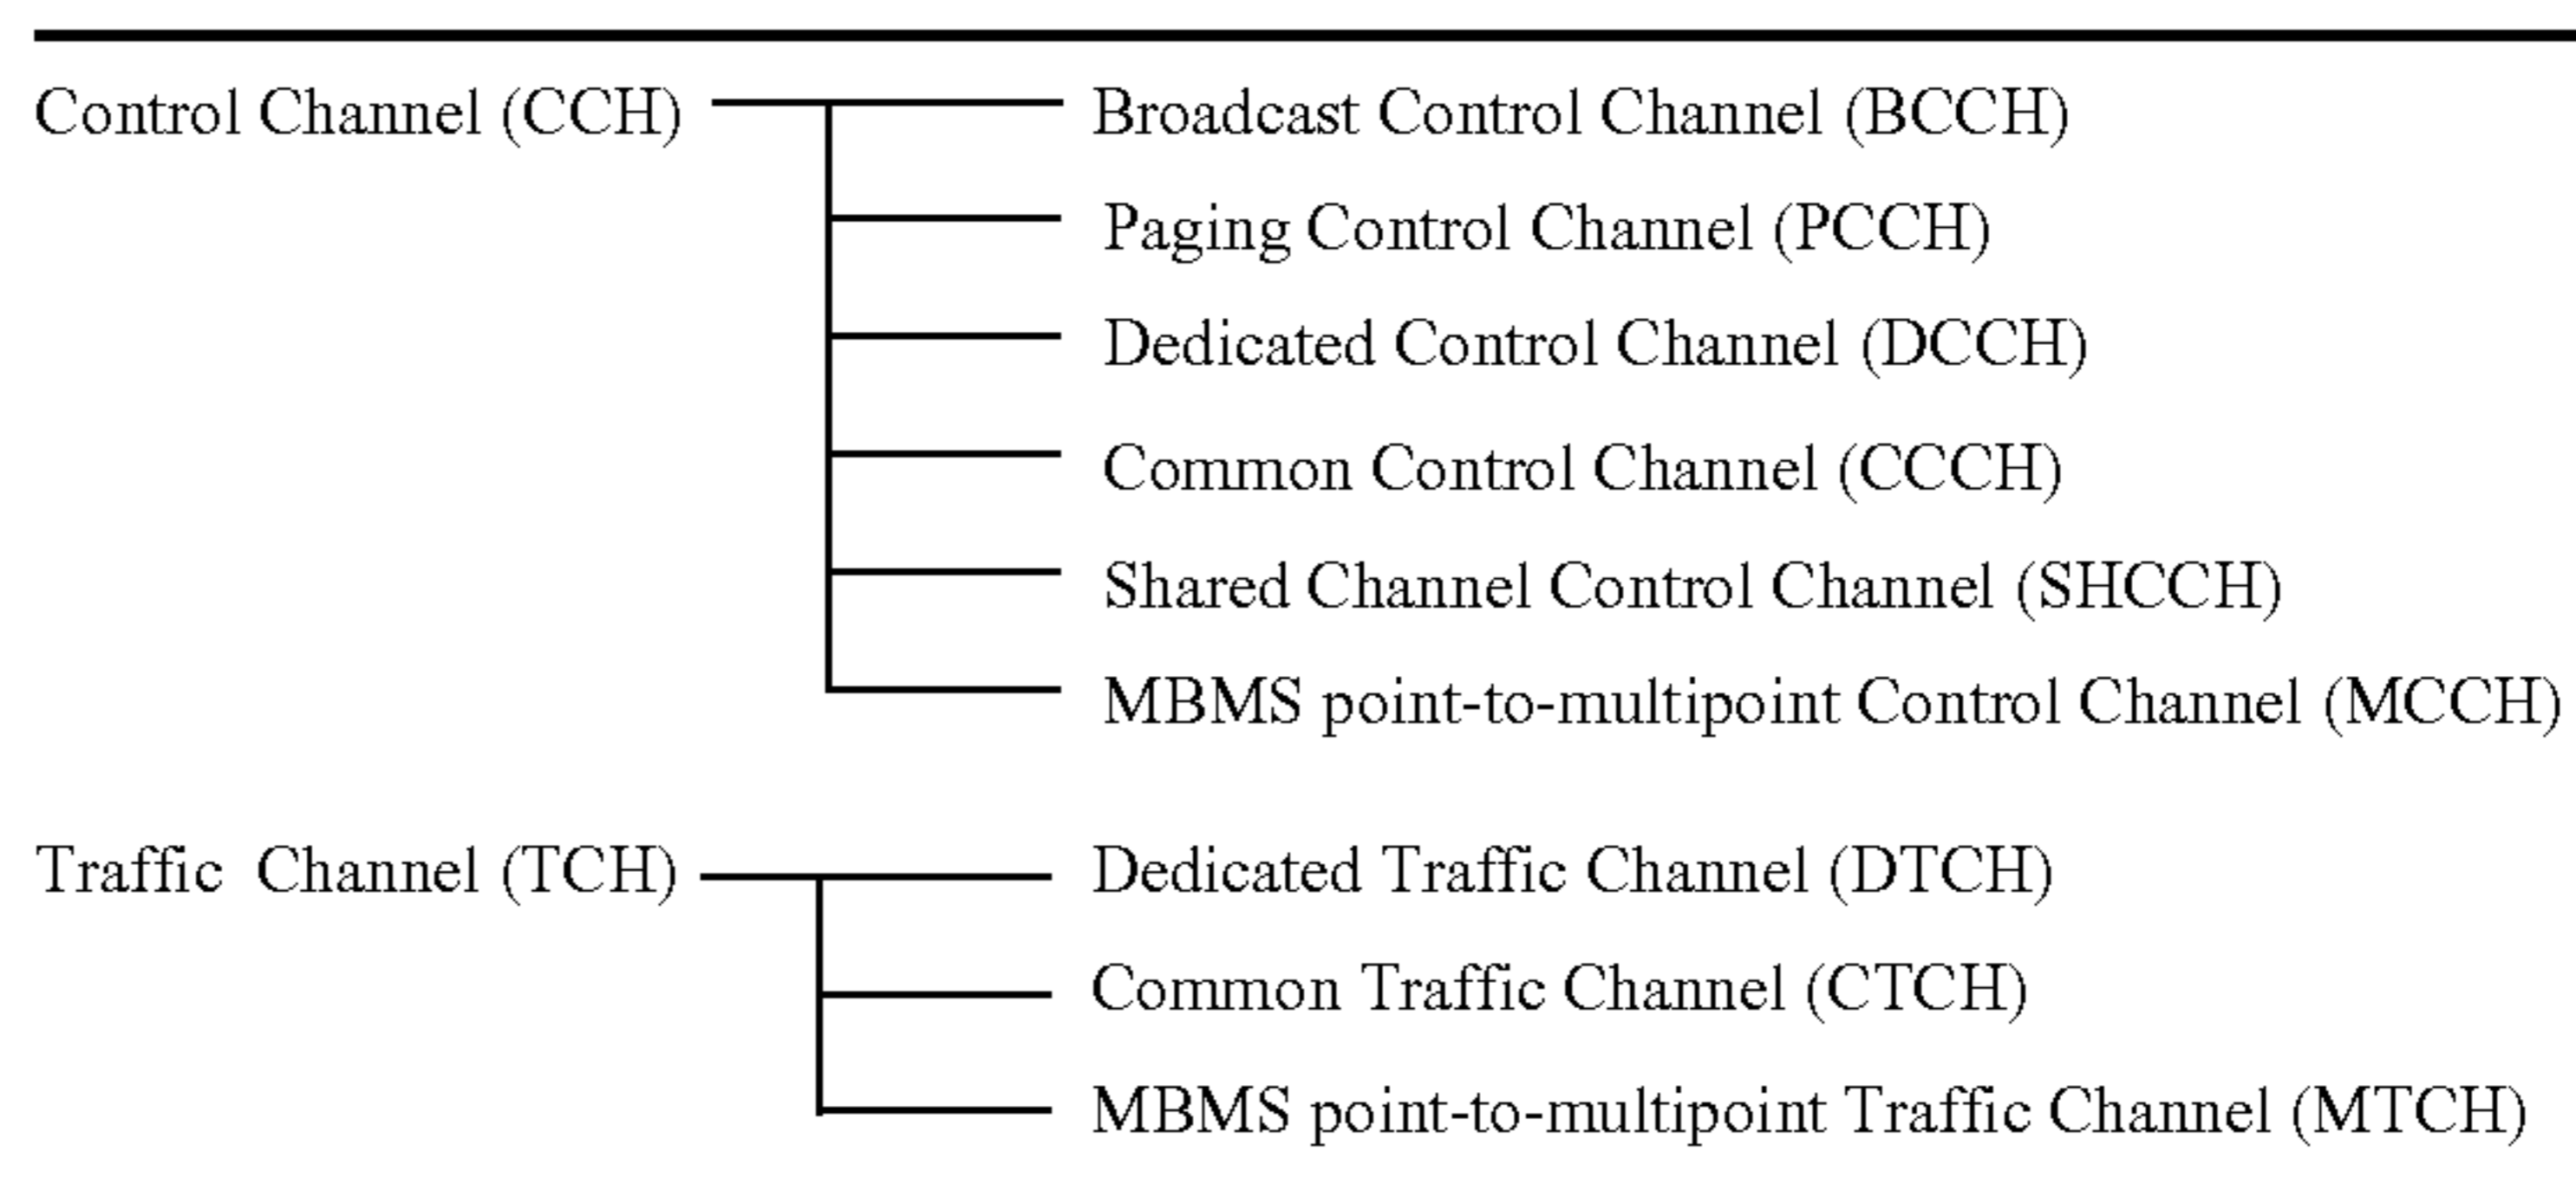 Control Channel (CCH) Broadcast Control Channel (BCCH)
Paging Control Channel (PCCH)
Dedicated Control Channel (DCCH)
Common Control Channel (CCCH)
Shared Channel Control Channel (SHCCH)
MBMS point-to-multipoint Control Channel (MCCH)
Traffic Channel (TCH) Dedicated Traffic Channel (DTCH)
Common Traffic Channel (CTCH)
MBMS point-to-multipoint Traffic Channel (MTCH)